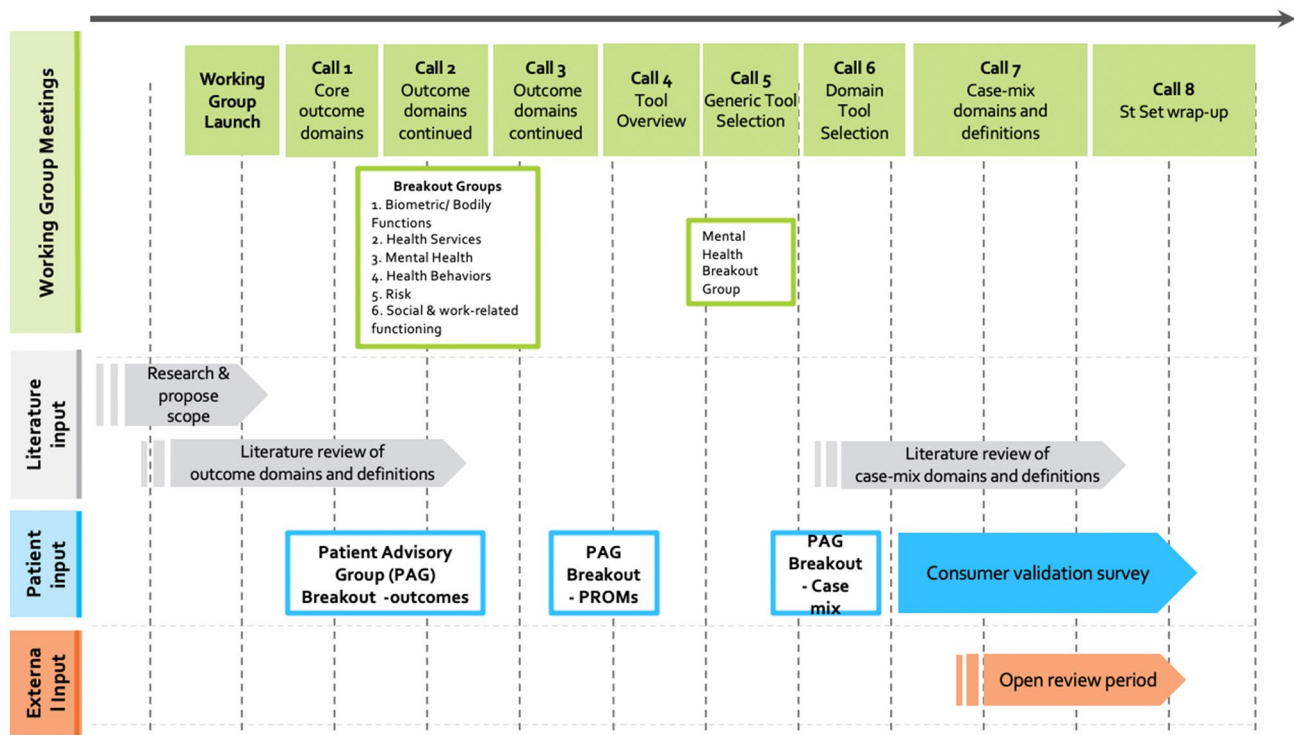 Working Group Meetings
Working
Group
Launch
Call 1
Core
outcome
domains
Call 2
Outcome
domains
continued
Call 3
Outcome
domains
continued
Call 4
Tool
Overview
Call 5
Generic Tool
Selection
Call 6
Domain
Tool
Selection
Call 7
Case-mix
domains and
definitions
Call 8
St Set wrap-up
Breakout Groups
1. Biometric/ Bodily
Functions
2. Health Services
3. Mental Health
4. Health Behaviors
5. Risk
6. Social & work-related
functioning
Mental
Health
Breakout
Group
Literature
input
Research &
propose
scope
Literature review of
outcome domains and definitions
Literature review of
case-mix domains and definitions
Patient
input
Patient Advisory
Group (PAG)
Breakout -outcomes
PAG
Breakout
- PROMs
PAG
Breakout
- Case
mix
Consumer validation survey
Externa
l Input
Open review period